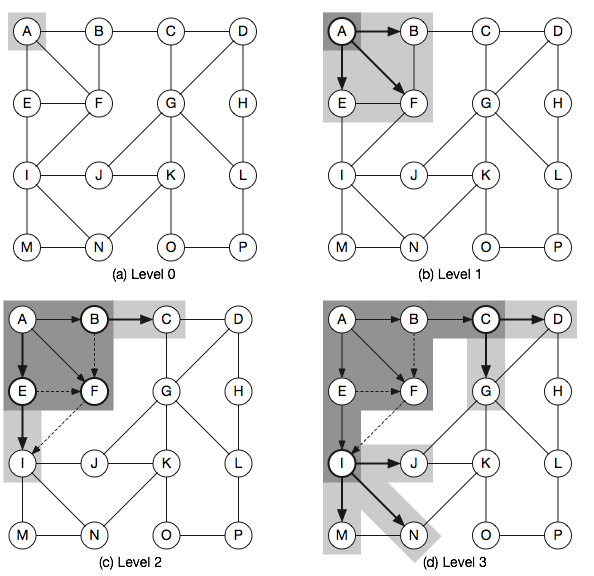 A B C D
E F G H
I J K L
M N O P
(a) Level 0
A B C D
E F G H
I J K L
M N O P
(b) Level 1
A B C D
E F G H
I J K L
M N O P
(c) Level 2
A B C D
E F G H
I J K L
M N O P
(d) Level 3